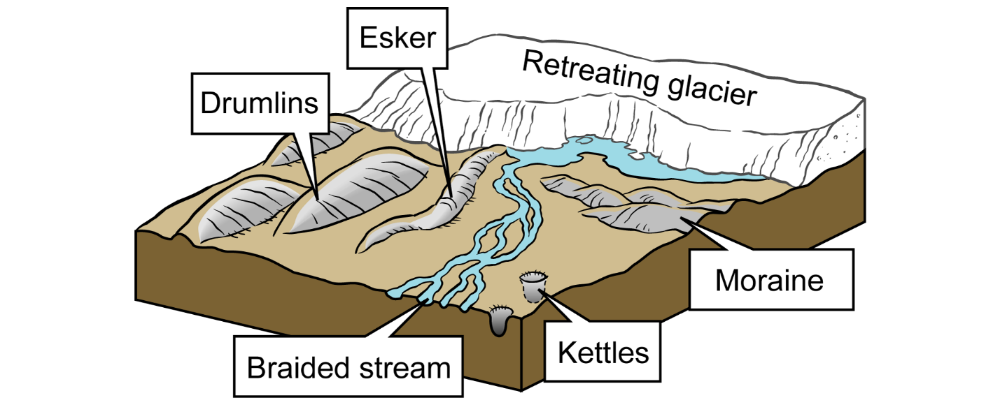 Esker
Retreating glacier
Drumlins
Moraine
Kettles
Braided stream